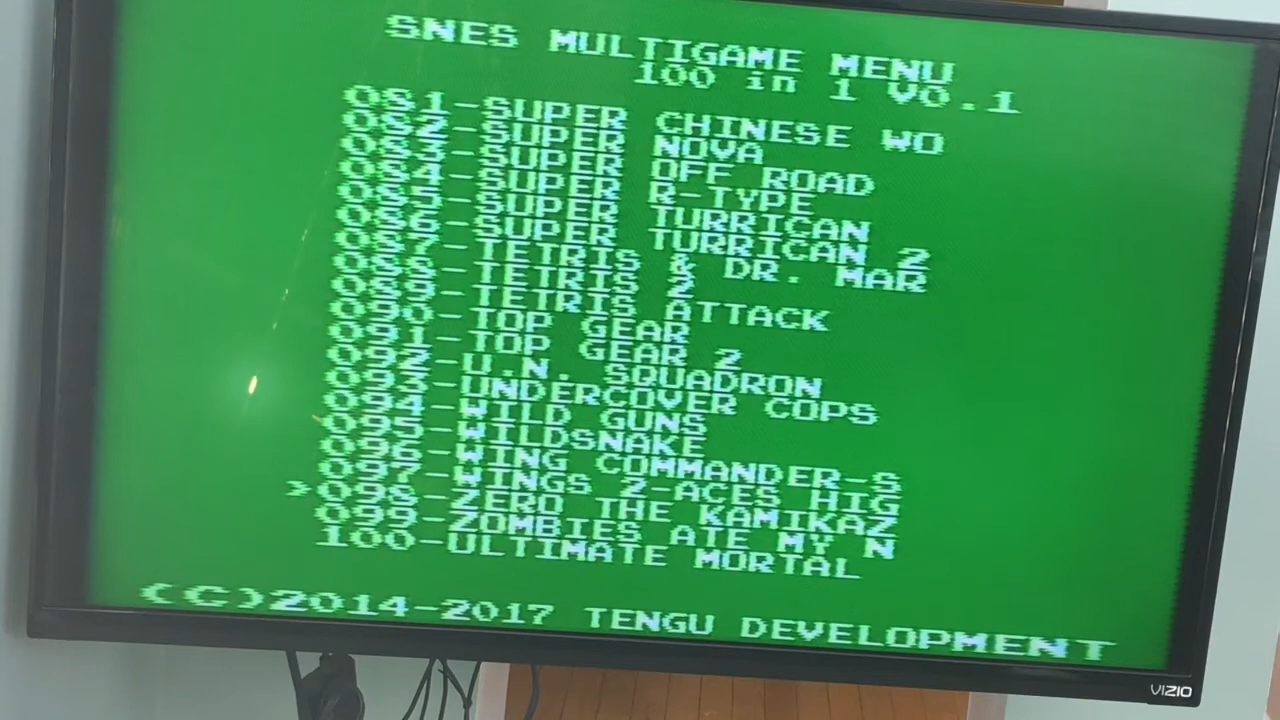 SNES MULTIGAME MENU
100 in 1 V0.1
081-SUPER CHINESE WO
082-SUPER NOVA
083-SUPER OFF ROAD
084-SUPER R-TYPE
085-SUPER TURRICAN
086-SUPER TURRICAN 2
087-TETRIS & DR. MAR
088-TETRIS 2
089-TETRIS ATTACK
090-TOP GEAR
091-TOP GEAR 2
092-U.N. SQUADRON
093-UNDERCOVER COPS
094-WILD GUNS
095-WILDSNAKE
096-WING COMMANDER-S
097-WINGS 2-ACES HIG
>098-ZERO THE KAMIKAZ
099-ZOMBIES ATE MY N
100-ULTIMATE MORTAL
(C)2014-2017 TENGU DEVELOPMENT
VIZIO